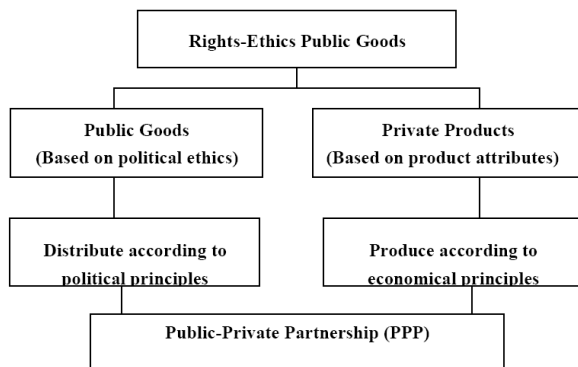 Rights-Ethics Public Goods
Public Goods
(Based on political ethics)
Private Products
(Based on product attributes)
Distribute according to
political principles
Produce according to
economical principles
Public-Private Partnership (PPP)